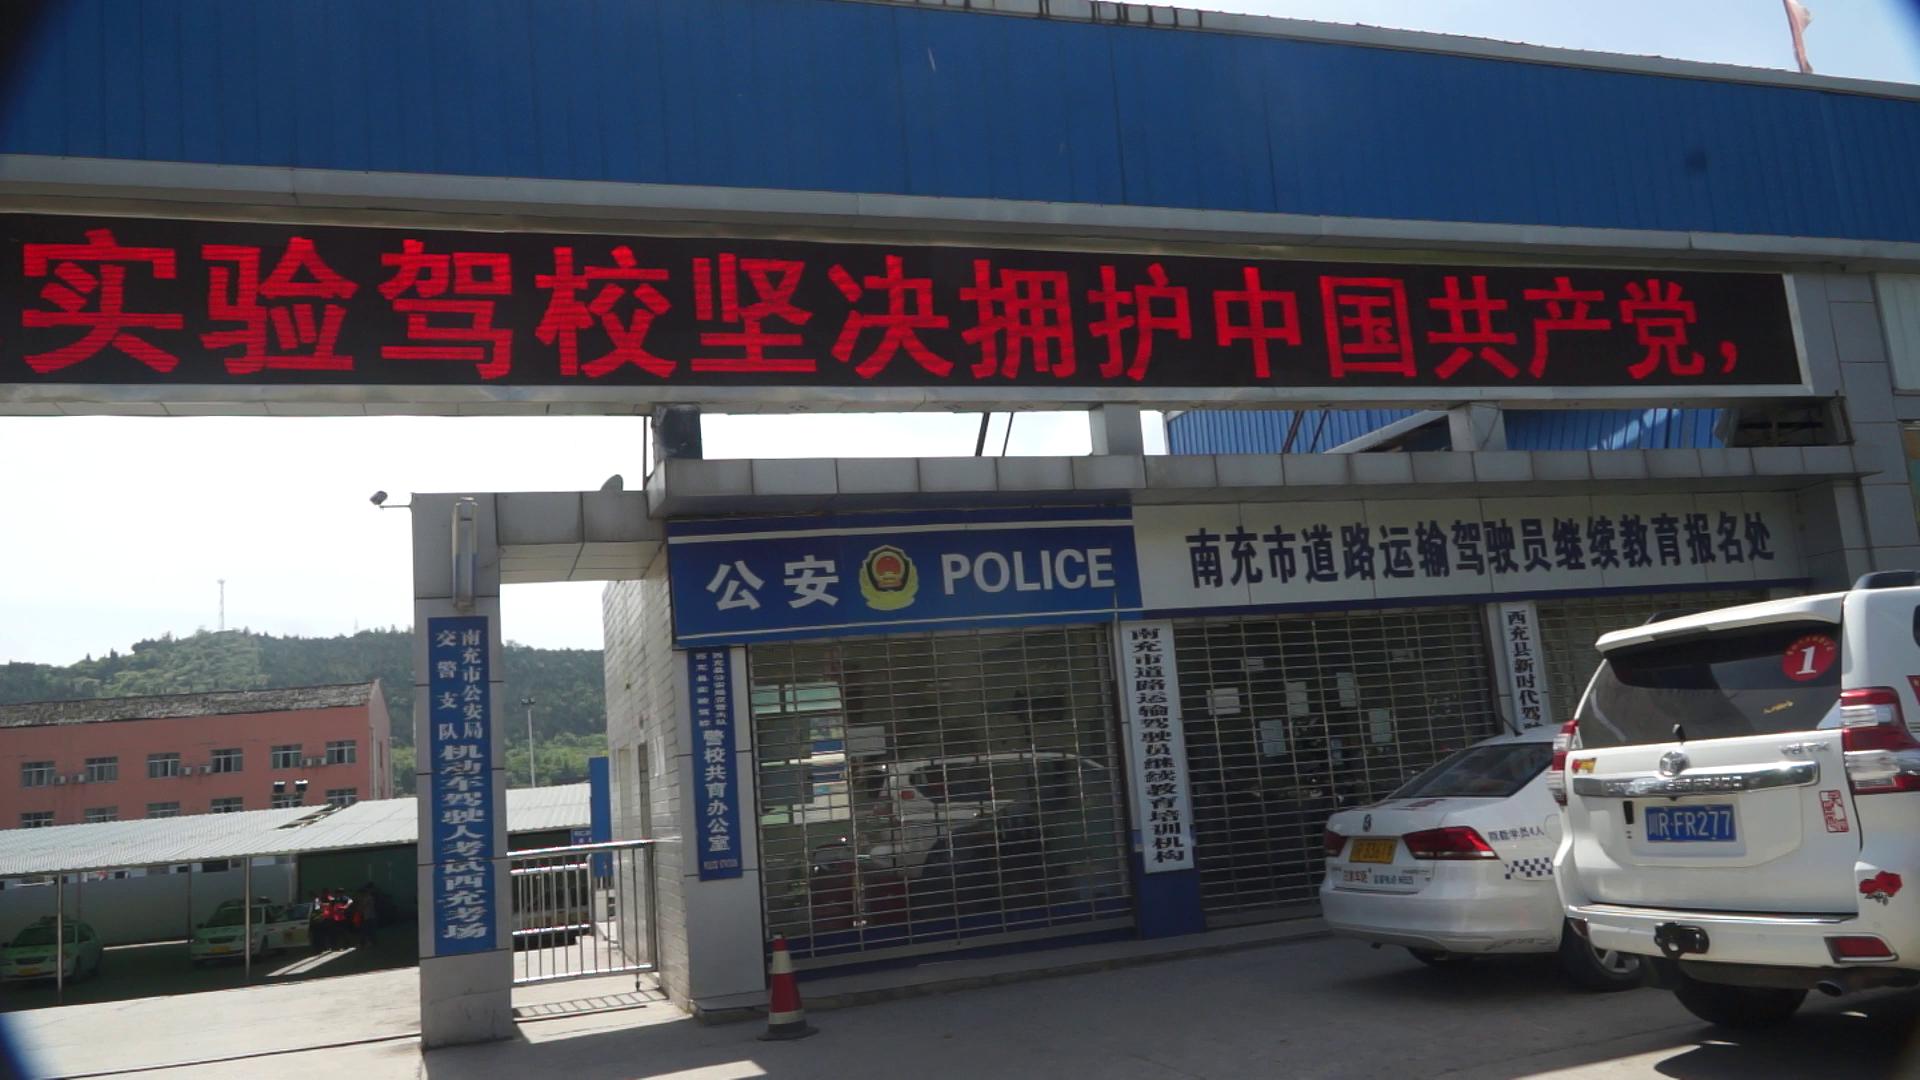 实验驾校坚决拥护中国共产党，
公安 POLICE
南充市道路运输驾驶员继续教育报名处
南充市公安局
交警支队
机动车驾驶人考试西充考场
警校共育办公室
南充市道路运输驾驶员继续教育培训机构
西充县新时代驾
1
川R·FR277